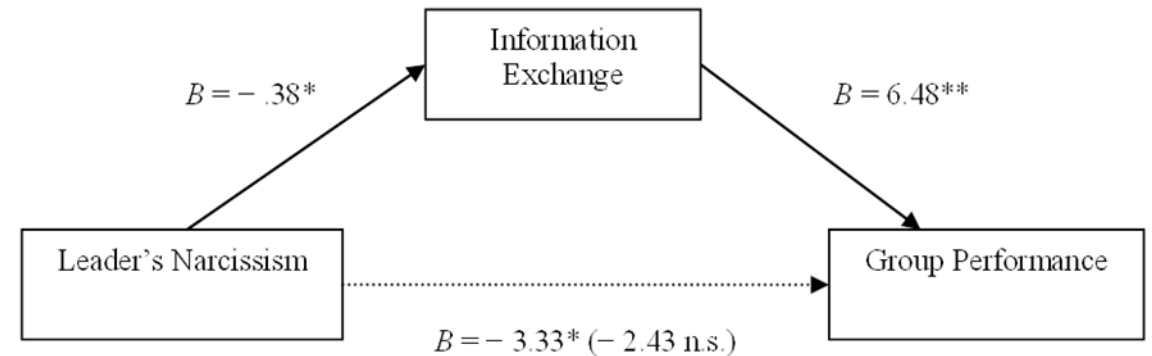 Information
Exchange
B = − .38*
B = 6.48**
Leader’s Narcissism
Group Performance
B = − 3.33* (− 2.43 n.s.)